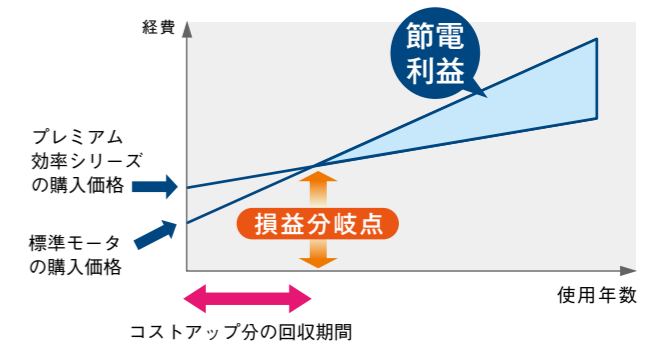 経費
節電
利益
プレミアム
効率シリーズ
の購入価格
損益分岐点
標準モータ
の購入価格
使用年数
コストアップ分の回収期間